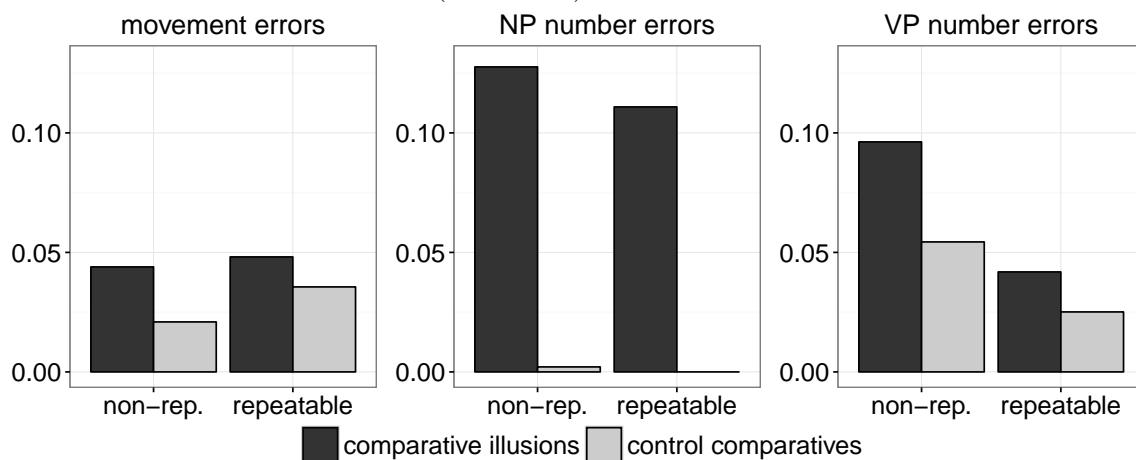 movement errors
NP number errors
VP number errors
0.10
0.05
0.00
0.10
0.05
0.00
0.10
0.05
0.00
non−rep. repeatable
non−rep. repeatable
non−rep. repeatable
comparative illusions control comparatives